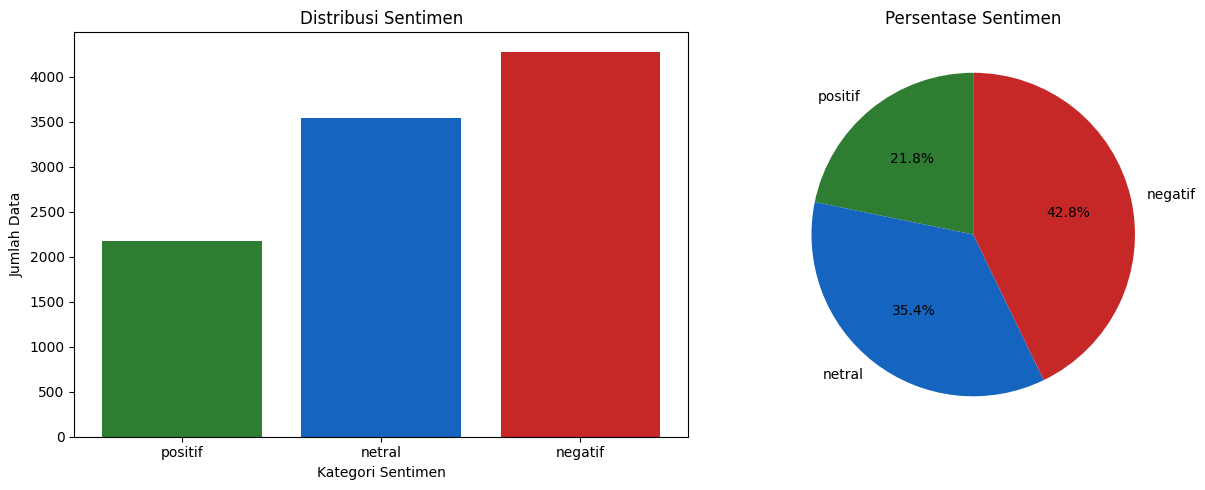 Distribusi Sentimen
Jumlah Data
4000
3500
3000
2500
2000
1500
1000
500
0
positif
netral
negatif
Kategori Sentimen
Persentase Sentimen
positif
21.8%
negatif
42.8%
35.4%
netral